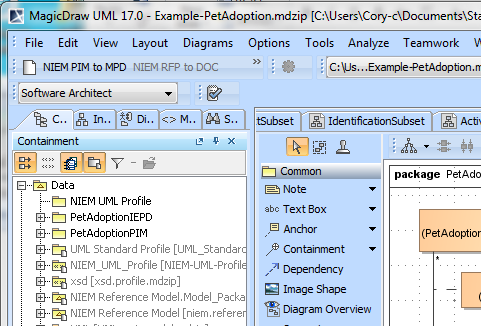 MagicDraw UML 17.0 - Example-PetAdoption.mdzip [C:\Users\Cory-c\Documents\Sta
File Edit View Layout Diagrams Options Tools Analyze Teamwork
NIEM PIM to MPD NIEM RFP to DOC » » C:\Us...Example-PetAdoption.m
Software Architect
C... In... Di... <> M... S...
tSubset IdentificationSubset Activ
Containment
Common
package PetAdo
Data
NIEM UML Profile
PetAdoptionIEPD
PetAdoptionPIM
UML Standard Profile [UML_Standard
NIEM_UML_Profile [NIEM-UML-Profile
xsd [xsd.profile.mdzip]
NIEM Reference Model.Model_Packa
NIEM Reference Model [niem.referen
Note
Text Box
Anchor
Containment
Dependency
Image Shape
Diagram Overview
(PetAdoption
*
(